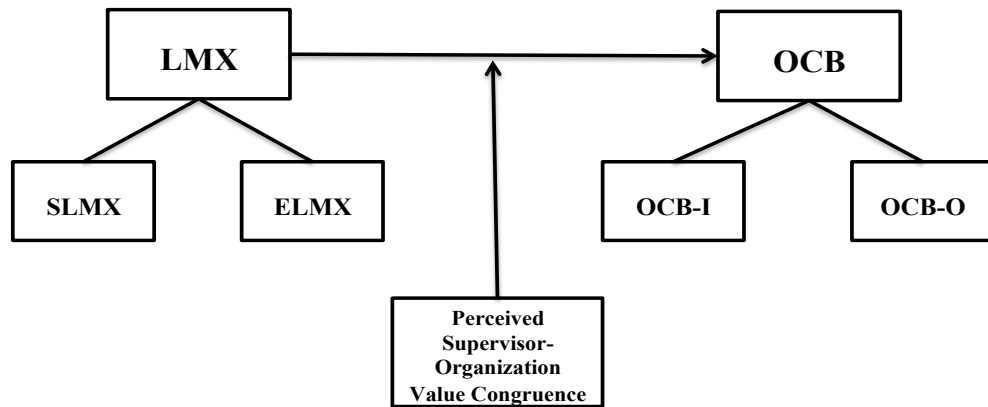 LMX
OCB
SLMX
ELMX
OCB-I
OCB-O
Perceived
Supervisor-
Organization
Value Congruence